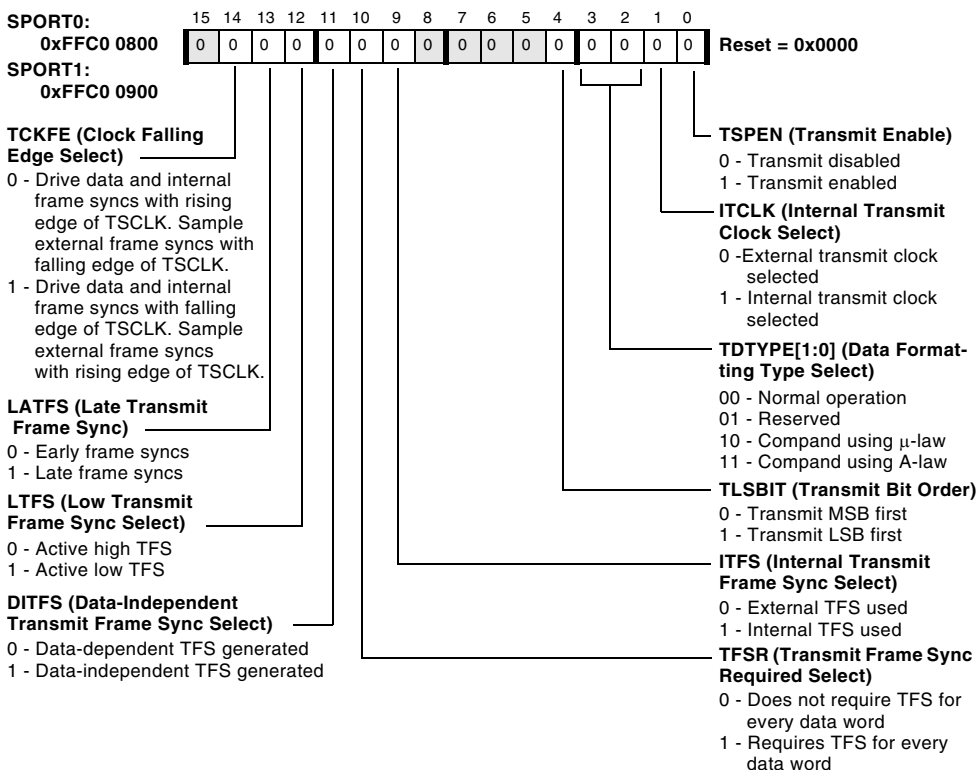 SPORT0:
0xFFC0 0800
SPORT1:
0xFFC0 0900
15 14 13 12 11 10 9 8 7 6 5 4 3 2 1 0
0 0 0 0 0 0 0 0 0 0 0 0 0 0 0 0
Reset = 0x0000
TCKFE (Clock Falling
Edge Select)
0 - Drive data and internal
frame syncs with rising
edge of TSCLK. Sample
external frame syncs with
falling edge of TSCLK.
1 - Drive data and internal
frame syncs with falling
edge of TSCLK. Sample
external frame syncs
with rising edge of TSCLK.
LATFS (Late Transmit
Frame Sync)
0 - Early frame syncs
1 - Late frame syncs
LTFS (Low Transmit
Frame Sync Select)
0 - Active high TFS
1 - Active low TFS
DITFS (Data-Independent
Transmit Frame Sync Select)
0 - Data-dependent TFS generated
1 - Data-independent TFS generated
TSPEN (Transmit Enable)
0 - Transmit disabled
1 - Transmit enabled
ITCLK (Internal Transmit
Clock Select)
0 -External transmit clock
selected
1 - Internal transmit clock
selected
TDTYPE[1:0] (Data Format-
ting Type Select)
00 - Normal operation
01 - Reserved
10 - Compand using μ-law
11 - Compand using A-law
TLSBIT (Transmit Bit Order)
0 - Transmit MSB first
1 - Transmit LSB first
ITFS (Internal Transmit
Frame Sync Select)
0 - External TFS used
1 - Internal TFS used
TFSR (Transmit Frame Sync
Required Select)
0 - Does not require TFS for
every data word
1 - Requires TFS for every
data word